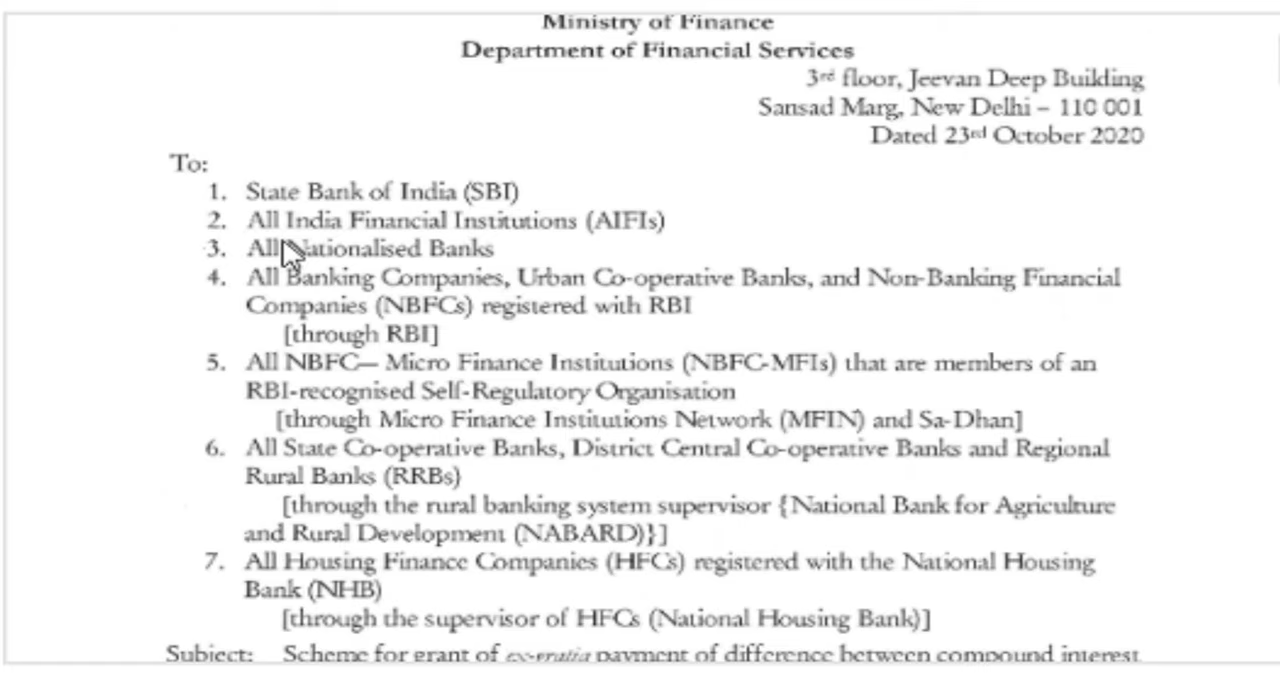 Ministry of Finance
Department of Financial Services
3rd floor, Jeevan Deep Building
Sansad Marg, New Delhi – 110 001
Dated 23rd October 2020
To:
1. State Bank of India (SBI)
2. All India Financial Institutions (AIFIs)
3. All Nationalised Banks
4. All Banking Companies, Urban Co-operative Banks, and Non-Banking Financial
Companies (NBFCs) registered with RBI
[through RBI]
5. All NBFC— Micro Finance Institutions (NBFC-MFIs) that are members of an
RBI-recognised Self-Regulatory Organisation
[through Micro Finance Institutions Network (MFIN) and Sa-Dhan]
6. All State Co-operative Banks, District Central Co-operative Banks and Regional
Rural Banks (RRBs)
[through the rural banking system supervisor {National Bank for Agriculture
and Rural Development (NABARD)}]
7. All Housing Finance Companies (HFCs) registered with the National Housing
Bank (NHB)
[through the supervisor of HFCs (National Housing Bank)]
Subject: Scheme for grant of ex-gratia payment of difference between compound interest